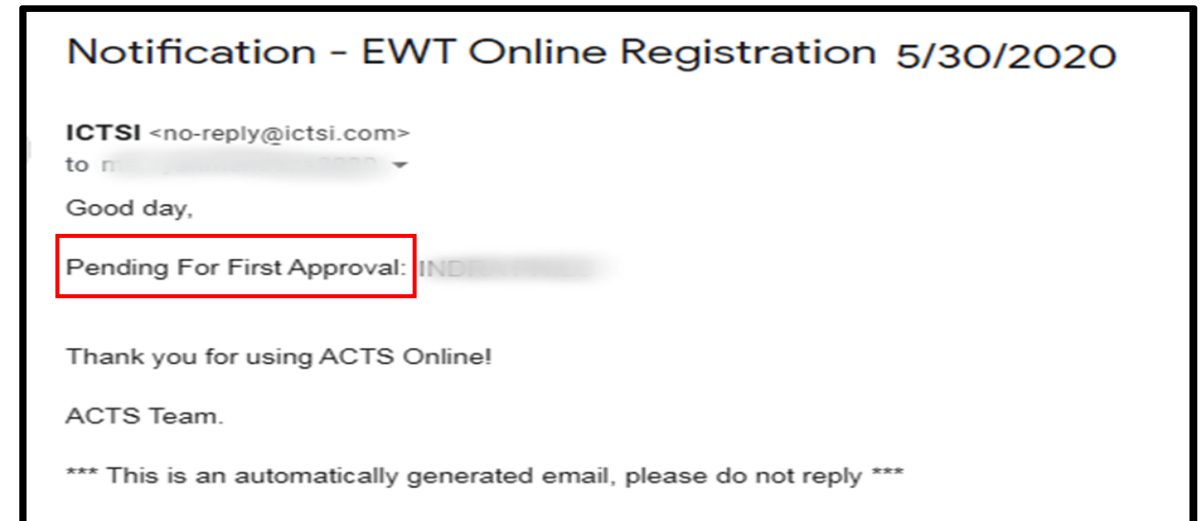 Notification - EWT Online Registration 5/30/2020
ICTSI <no-reply@ictsi.com>
to
Good day,
Pending For First Approval:
Thank you for using ACTS Online!
ACTS Team.
*** This is an automatically generated email, please do not reply ***